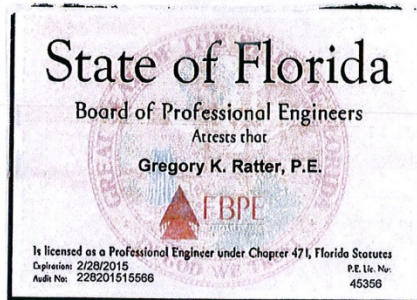 State of Florida
Board of Professional Engineers
Attests that
Gregory K. Ratter, P.E.
FBPE
Is licensed as a Professional Engineer under Chapter 471, Florida Statutes
Expiration: 2/28/2015
P.E. Lic. No:
Audit No: 228201515566
45356